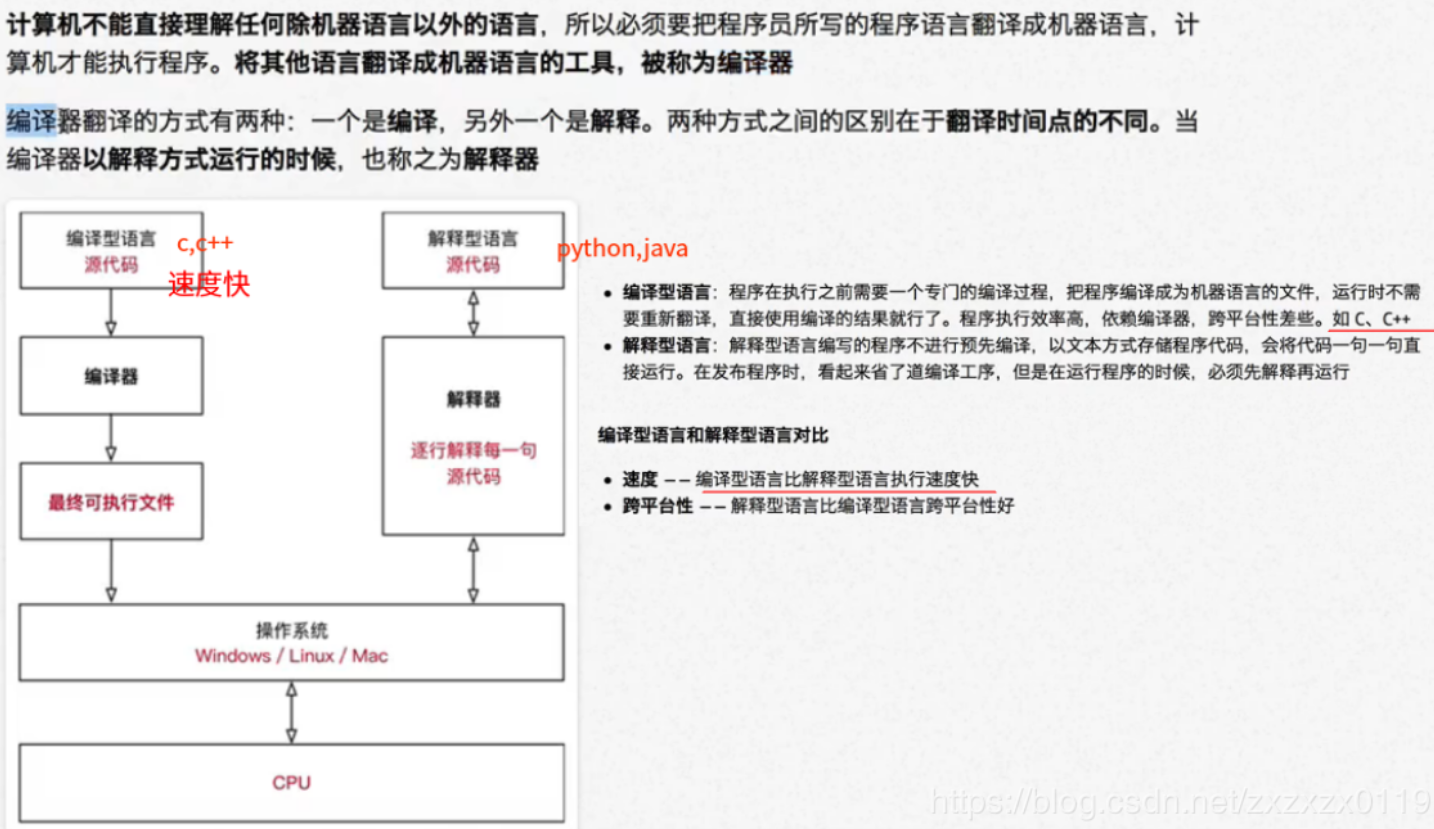 计算机不能直接理解任何除机器语言以外的语言，所以必须要把程序员所写的程序语言翻译成机器语言，计
算机才能执行程序。将其他语言翻译成机器语言的工具，被称为编译器
编译器翻译的方式有两种：一个是编译，另外一个是解释。两种方式之间的区别在于翻译时间点的不同。当
编译器以解释方式运行的时候，也称之为解释器
编译型语言
源代码
c,c++
速度快
解释型语言
源代码
python,java
编译器
最终可执行文件
解释器
逐行解释每一句
源代码
操作系统
Windows / Linux / Mac
CPU
• 编译型语言：程序在执行之前需要一个专门的编译过程，把程序编译成为机器语言的文件，运行时不需
要重新翻译，直接使用编译的结果就行了。程序执行效率高，依赖编译器，跨平台性差些。如 C、C++
• 解释型语言：解释型语言编写的程序不进行预先编译，以文本方式存储程序代码，会将代码一句一句直
接运行。在发布程序时，看起来省了道编译工序，但是在运行程序的时候，必须先解释再运行
编译型语言和解释型语言对比
• 速度 —— 编译型语言比解释型语言执行速度快
• 跨平台性 —— 解释型语言比编译型语言跨平台性好
https://blog.csdn.net/zxzxzx0119